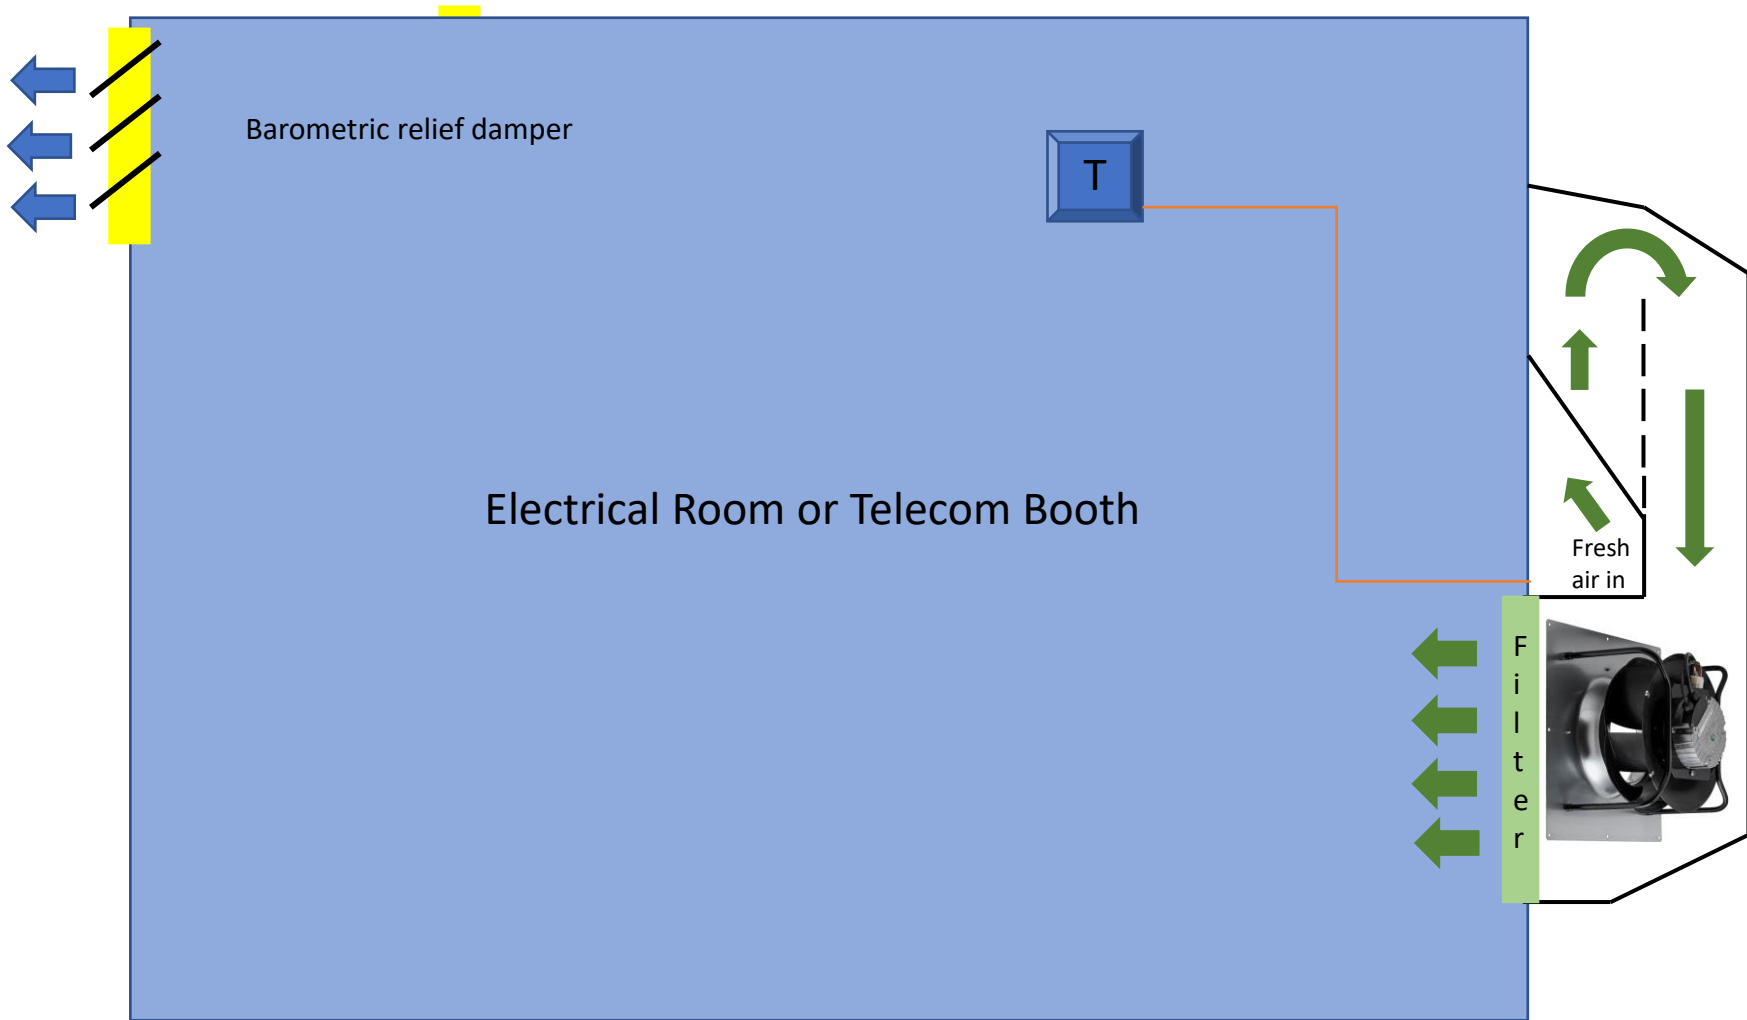 Barometric relief damper
T
Electrical Room or Telecom Booth
Fresh
air in
F
i
l
t
e
r